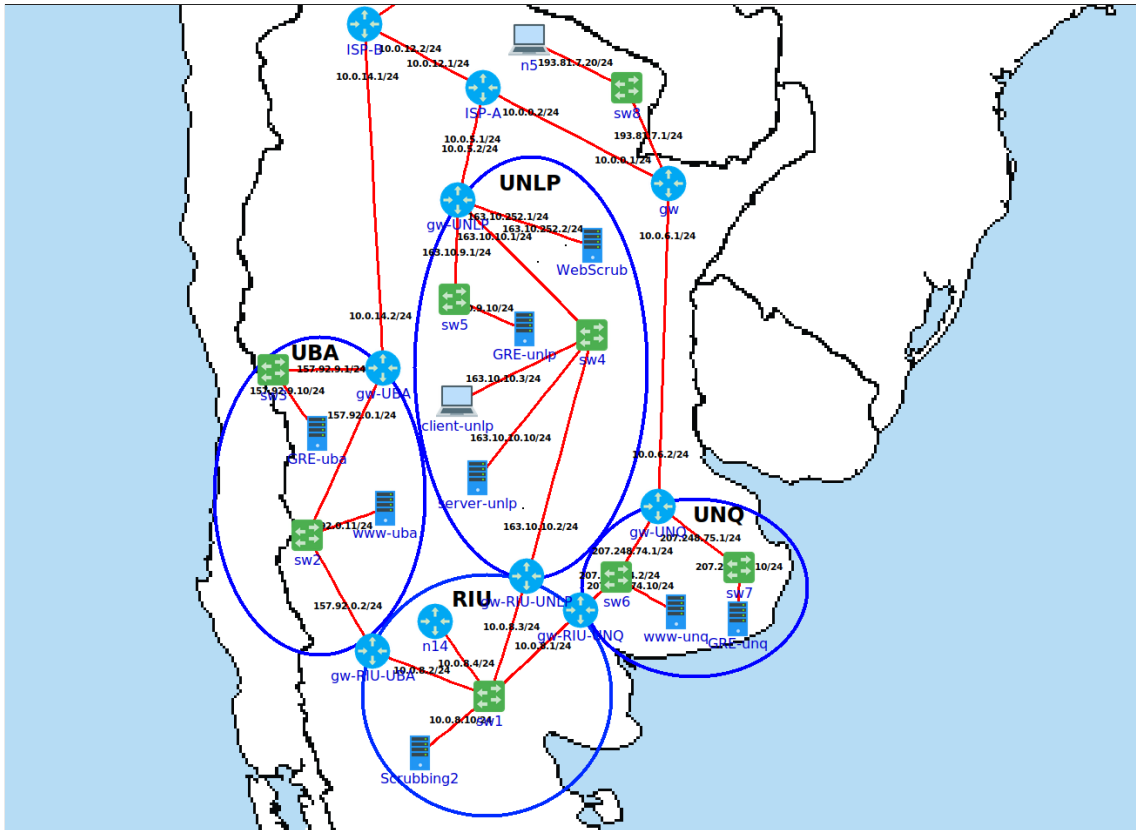 ISP-B
10.0.12.2/24
10.0.12.1/24
10.0.14.1/24
n5
193.81.7.20/24
sw8
ISP-A
10.0.0.2/24
193.81.7.1/24
10.0.5.1/24
10.0.5.2/24
10.0.0.1/24
UNLP
gw
gw-UNLP
163.10.252.1/24
163.10.252.2/24
163.10.10.1/24
163.10.9.1/24
10.0.6.1/24
WebScrub
sw5
GRE-unlp
sw4
10.0.14.2/24
UBA
157.92.9.1/24
sw3
gw-UBA
163.10.10.3/24
157.92.0.1/24
client-unlp
GRE-uba
163.10.10.10/24
10.0.6.2/24
server-unlp
www-uba
sw2
163.10.10.2/24
UNQ
207.248.75.1/24
207.248.74.1/24
sw6
sw7
www-unq
GRE-unq
gw-RIU-UNLP
157.92.0.2/24
RIU
gw-RIU-UNQ
n14
10.0.8.3/24
10.0.8.1/24
10.0.8.4/24
10.0.8.2/24
gw-RIU-UBA
sw1
Scrubbing2